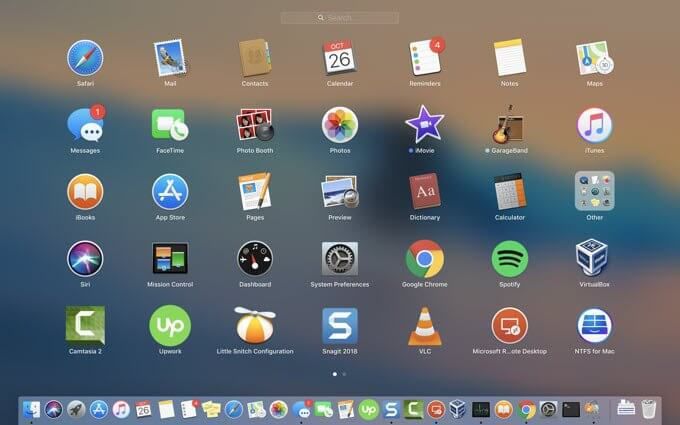 Search
Safari
Mail
OCT
26
Contacts
Calendar
4
Reminders
Notes
Maps
1
Messages
FaceTime
Photo Booth
Photos
iMovie
GarageBand
iTunes
iBooks
App Store
Pages
Preview
Aa
Dictionary
Calculator
Other
Siri
Mission Control
Dashboard
System Preferences
Google Chrome
Spotify
VirtualBox
C
Camtasia 2
Up
Upwork
Little Snitch Configuration
S
Snagit 2018
VLC
Microsoft R...ote Desktop
NTFS for Mac
26
Up
S
C